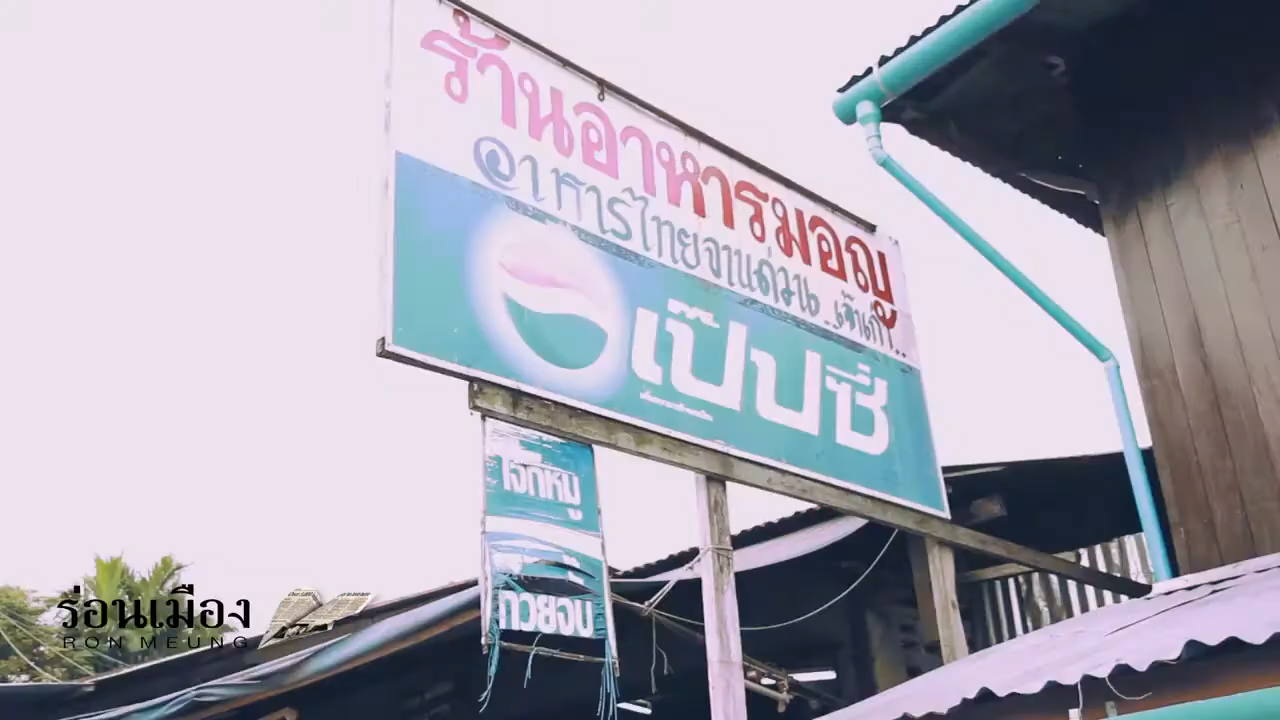 ร้านอาหารมอญ
อาหารไทยจานด่วน..เจ้าเก่า..
เป๊ปซี่
โจ๊กหมู
กวยจับ
ร่อนเมือง
RON MEUNG